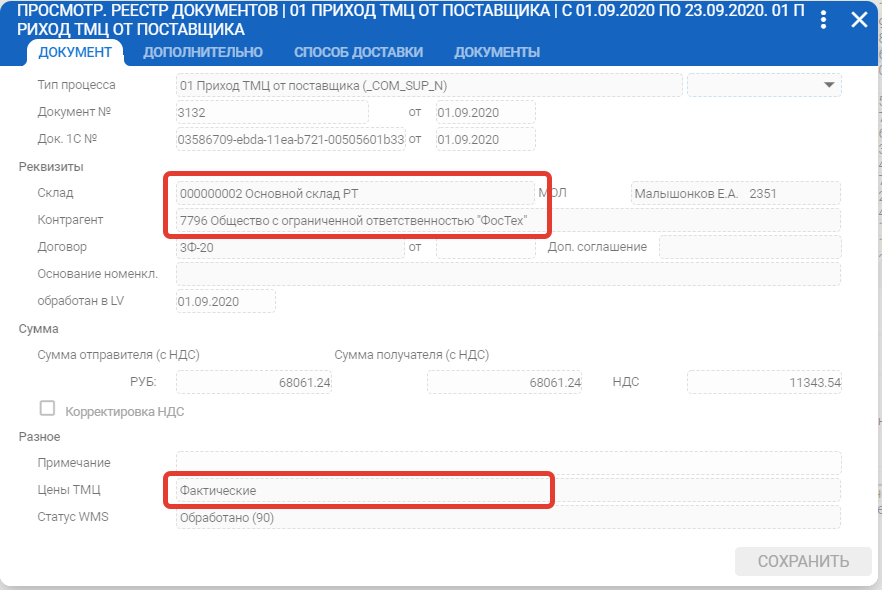 ПРОСМОТР. РЕЕСТР ДОКУМЕНТОВ | 01 ПРИХОД ТМЦ ОТ ПОСТАВЩИКА | С 01.09.2020 ПО 23.09.2020. 01 П
РИХОД ТМЦ ОТ ПОСТАВЩИКА
ДОКУМЕНТ ДОПОЛНИТЕЛЬНО СПОСОБ ДОСТАВКИ ДОКУМЕНТЫ
Тип процесса 01 Приход ТМЦ от поставщика (_COM_SUP_N)
Документ № 3132 от 01.09.2020
Док. 1С № 03586709-ebda-11ea-b721-00505601b33 от 01.09.2020
Реквизиты
Склад 000000002 Основной склад РТ МОЛ Малышонков Е.А. 2351
Контрагент 7796 Общество с ограниченной ответственностью "ФосТех"
Договор ЗФ-20 от Доп. соглашение
Основание номенкл.
обработан в LV 01.09.2020
Сумма
Сумма отправителя (с НДС) Сумма получателя (с НДС)
РУБ: 68061.24 68061.24 НДС 11343.54
Корректировка НДС
Разное
Примечание
Цены ТМЦ Фактические
Статус WMS Обработано (90)
СОХРАНИТЬ